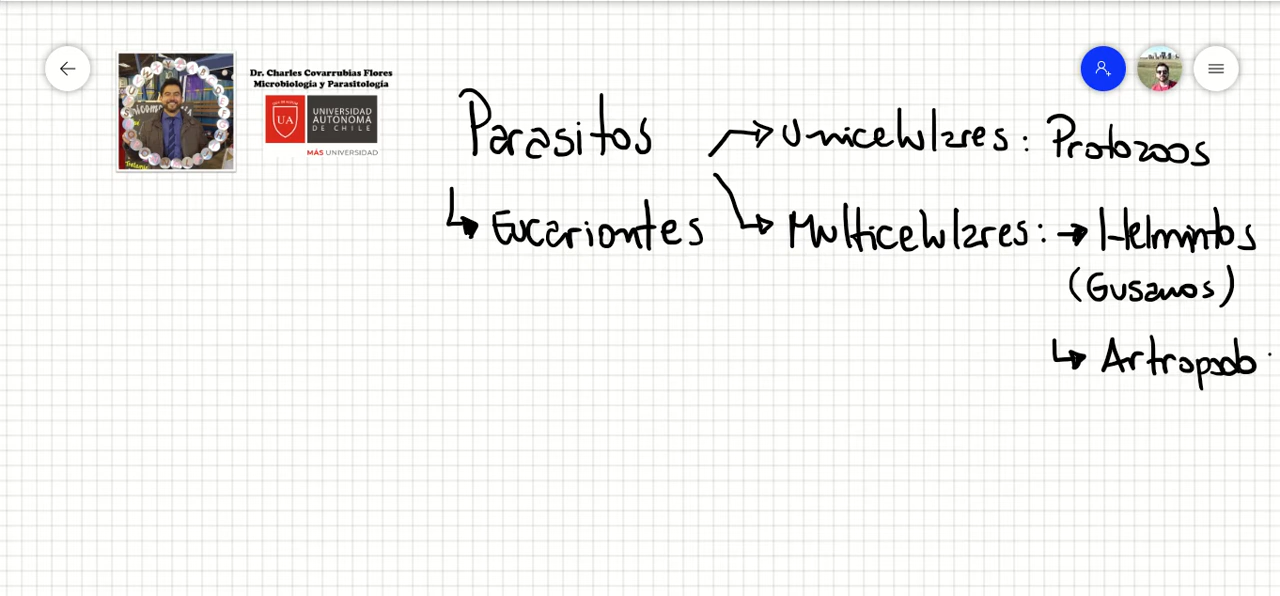 Dr. Charles Covarrubias Flores
Microbiología y Parasitología
UA
UNIVERSIDAD
AUTONOMA
DE CHILE
MÁS UNIVERSIDAD
Parasitos → Unicelulares: Protozoos
↳ Eucariontes ↳ Multicelulares: → Helmintos
(Gusanos)
↳ Artropodo